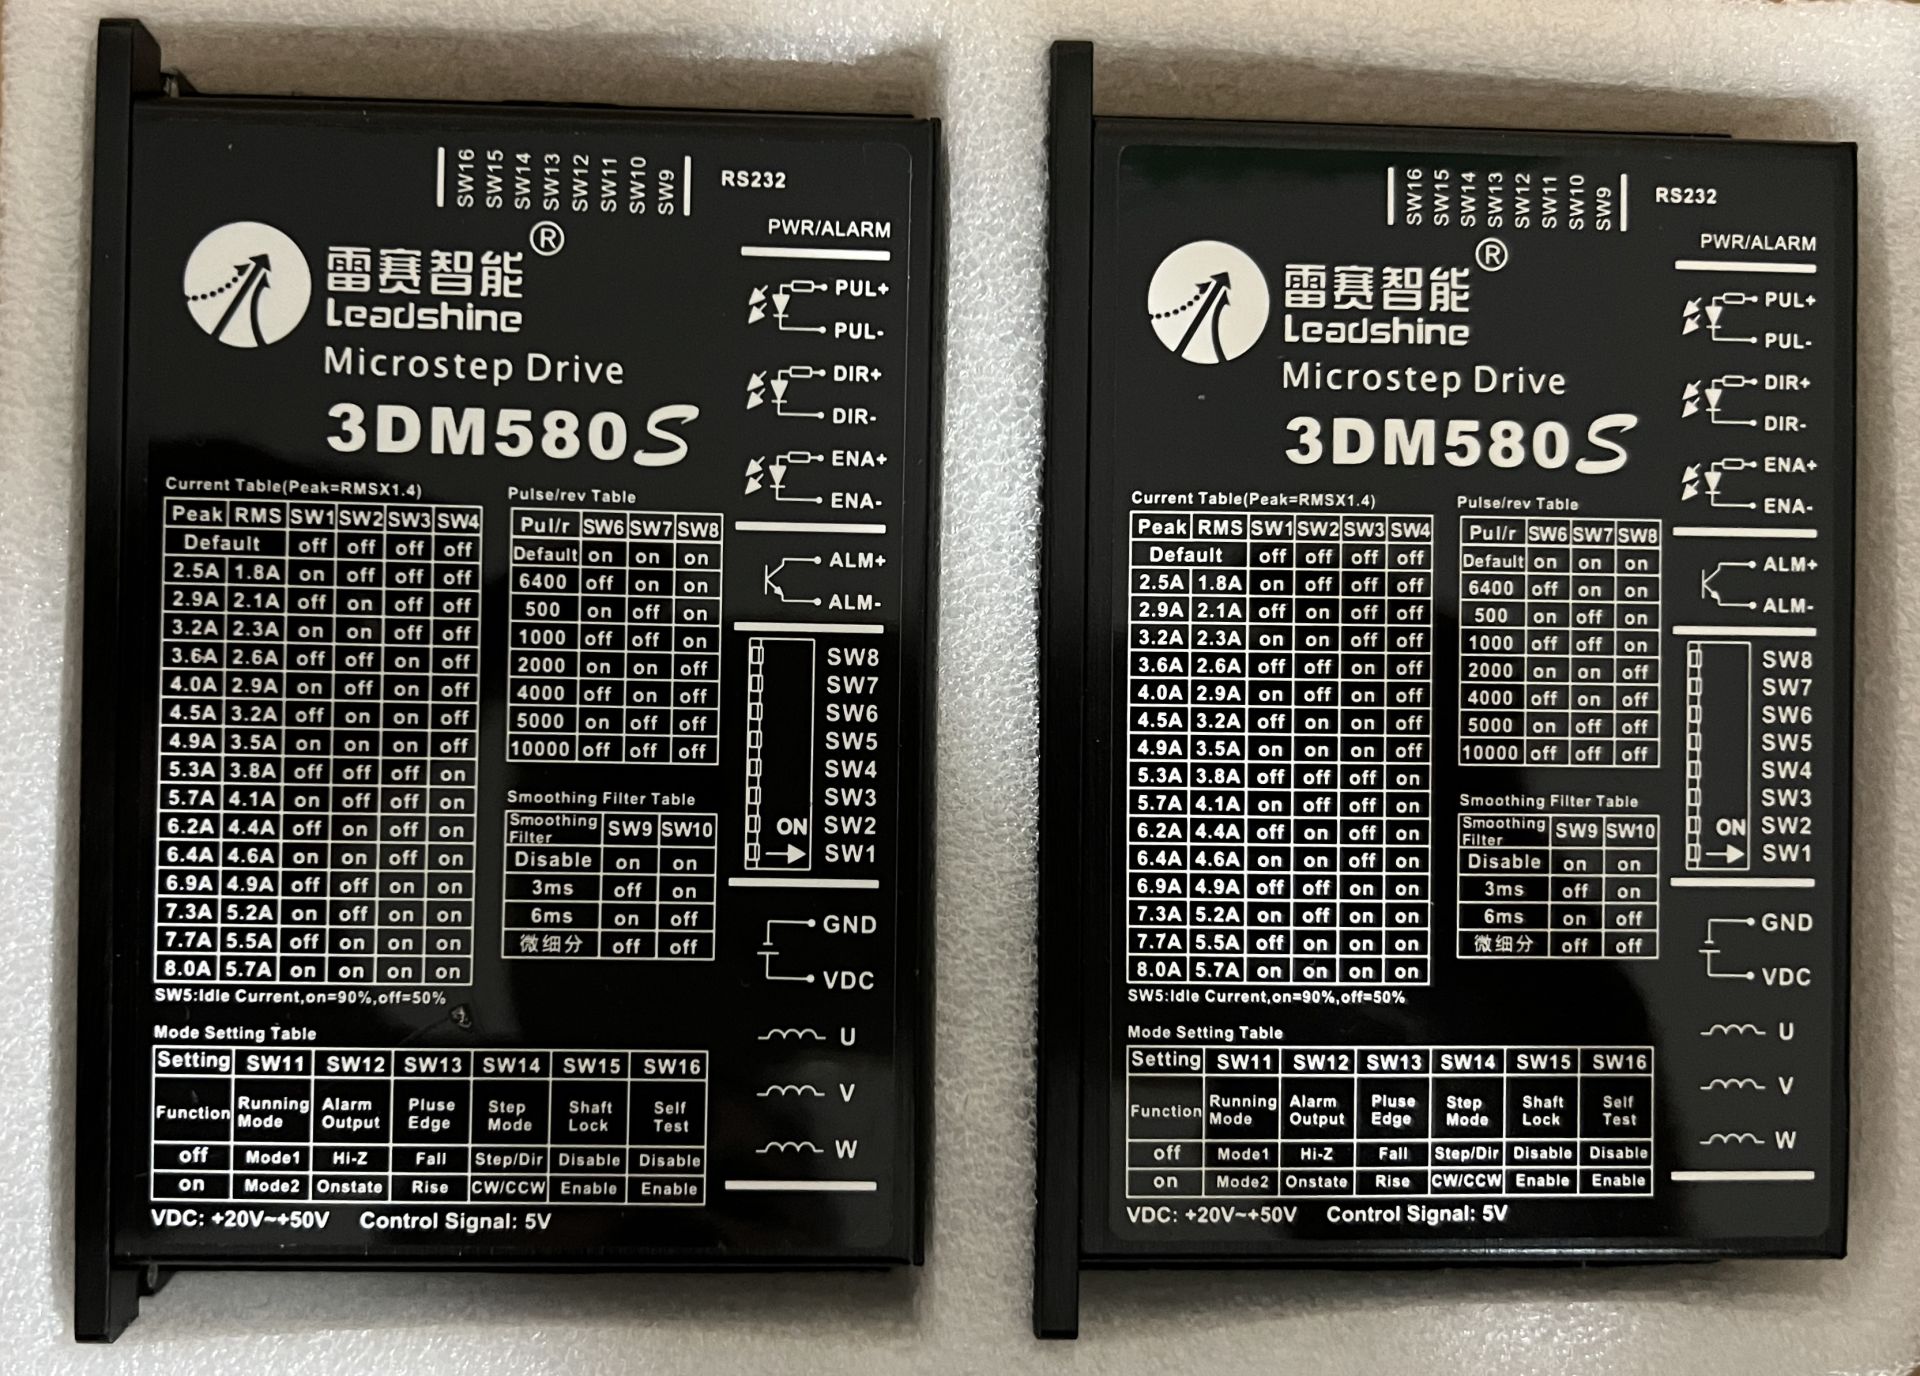 SW16 SW15 SW14 SW13 SW12 SW11 SW10 SW9 RS232
PWR/ALARM
雷赛智能®
Leadshine
Microstep Drive
3DM580S
PUL+
PUL-
DIR+
DIR-
ENA+
ENA-
ALM+
ALM-
SW8
SW7
SW6
SW5
SW4
SW3
ON SW2
SW1
GND
VDC
U
V
W
Current Table(Peak=RMSX1.4)
Peak RMS SW1 SW2 SW3 SW4
Default off off off off
2.5A 1.8A on off off off
2.9A 2.1A off on off off
3.2A 2.3A on on off off
3.6A 2.6A off off on off
4.0A 2.9A on off on off
4.5A 3.2A off on on off
4.9A 3.5A on on on off
5.3A 3.8A off off off on
5.7A 4.1A on off off on
6.2A 4.4A off on off on
6.4A 4.6A on on off on
6.9A 4.9A off off on on
7.3A 5.2A on off on on
7.7A 5.5A off on on on
8.0A 5.7A on on on on
SW5:Idle Current,on=90%,off=50%
Pulse/rev Table
Pul/r SW6 SW7 SW8
Default on on on
6400 off on on
500 on off on
1000 off off on
2000 on on off
4000 off on off
5000 on off off
10000 off off off
Smoothing Filter Table
Smoothing Filter SW9 SW10
Disable on on
3ms off on
6ms on off
微细分 off off
Mode Setting Table
Setting SW11 SW12 SW13 SW14 SW15 SW16
Function Running Mode Alarm Output Pluse Edge Step Mode Shaft Lock Self Test
off Mode1 Hi-Z Fall Step/Dir Disable Disable
on Mode2 Onstate Rise CW/CCW Enable Enable
VDC: +20V~+50V Control Signal: 5V
SW16 SW15 SW14 SW13 SW12 SW11 SW10 SW9 RS232
PWR/ALARM
雷赛智能®
Leadshine
Microstep Drive
3DM580S
PUL+
PUL-
DIR+
DIR-
ENA+
ENA-
ALM+
ALM-
SW8
SW7
SW6
SW5
SW4
SW3
ON SW2
SW1
GND
VDC
U
V
W
Current Table(Peak=RMSX1.4)
Peak RMS SW1 SW2 SW3 SW4
Default off off off off
2.5A 1.8A on off off off
2.9A 2.1A off on off off
3.2A 2.3A on on off off
3.6A 2.6A off off on off
4.0A 2.9A on off on off
4.5A 3.2A off on on off
4.9A 3.5A on on on off
5.3A 3.8A off off off on
5.7A 4.1A on off off on
6.2A 4.4A off on off on
6.4A 4.6A on on off on
6.9A 4.9A off off on on
7.3A 5.2A on off on on
7.7A 5.5A off on on on
8.0A 5.7A on on on on
SW5:Idle Current,on=90%,off=50%
Pulse/rev Table
Pul/r SW6 SW7 SW8
Default on on on
6400 off on on
500 on off on
1000 off off on
2000 on on off
4000 off on off
5000 on off off
10000 off off off
Smoothing Filter Table
Smoothing Filter SW9 SW10
Disable on on
3ms off on
6ms on off
微细分 off off
Mode Setting Table
Setting SW11 SW12 SW13 SW14 SW15 SW16
Function Running Mode Alarm Output Pluse Edge Step Mode Shaft Lock Self Test
off Mode1 Hi-Z Fall Step/Dir Disable Disable
on Mode2 Onstate Rise CW/CCW Enable Enable
VDC: +20V~+50V Control Signal: 5V